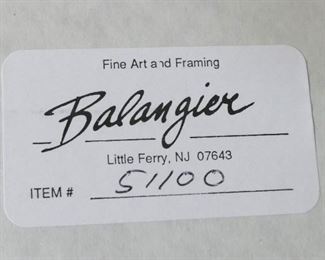 Fine Art and Framing
Balangier
Little Ferry, NJ 07643
ITEM # 51100